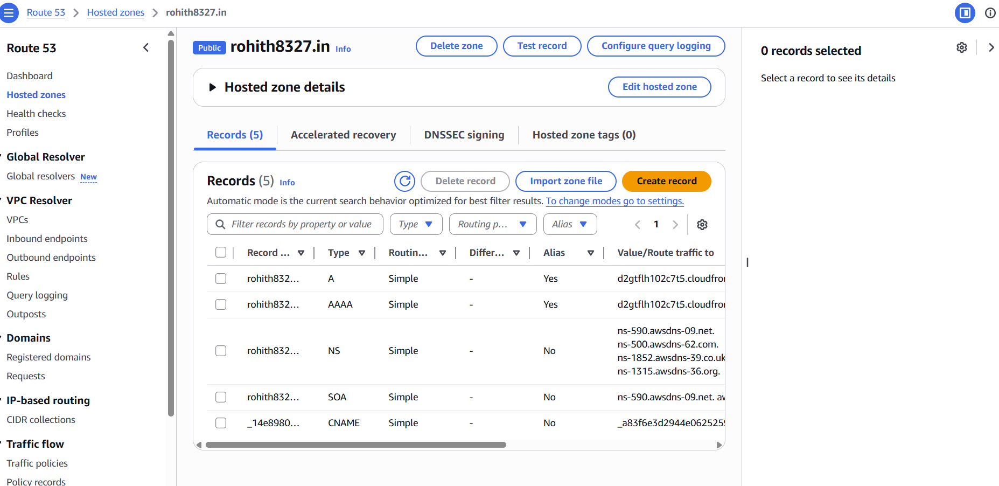 Route 53 > Hosted zones > rohith8327.in
Route 53
Dashboard
Hosted zones
Health checks
Profiles
Global Resolver
Global resolvers New
VPC Resolver
VPCs
Inbound endpoints
Outbound endpoints
Rules
Query logging
Outposts
Domains
Registered domains
Requests
IP-based routing
CIDR collections
Traffic flow
Traffic policies
Policy records
Public rohith8327.in Info
Delete zone Test record Configure query logging
Hosted zone details Edit hosted zone
Records (5) Accelerated recovery DNSSEC signing Hosted zone tags (0)
Records (5) Info Delete record Import zone file Create record
Automatic mode is the current search behavior optimized for best filter results. To change modes go to settings.
Filter records by property or value Type Routing p... Alias 1
Record ... Type Routin... Differ... Alias Value/Route traffic to
rohith832... A Simple - Yes d2gtflh102c7t5.cloudfron
rohith832... AAAA Simple - Yes d2gtflh102c7t5.cloudfron
rohith832... NS Simple - No ns-590.awsdns-09.net.
ns-500.awsdns-62.com.
ns-1852.awsdns-39.co.uk
ns-1315.awsdns-36.org.
rohith832... SOA Simple - No ns-590.awsdns-09.net. aw
_14e8980... CNAME Simple - No _a83f6e3d2944e0625259
0 records selected
Select a record to see its details